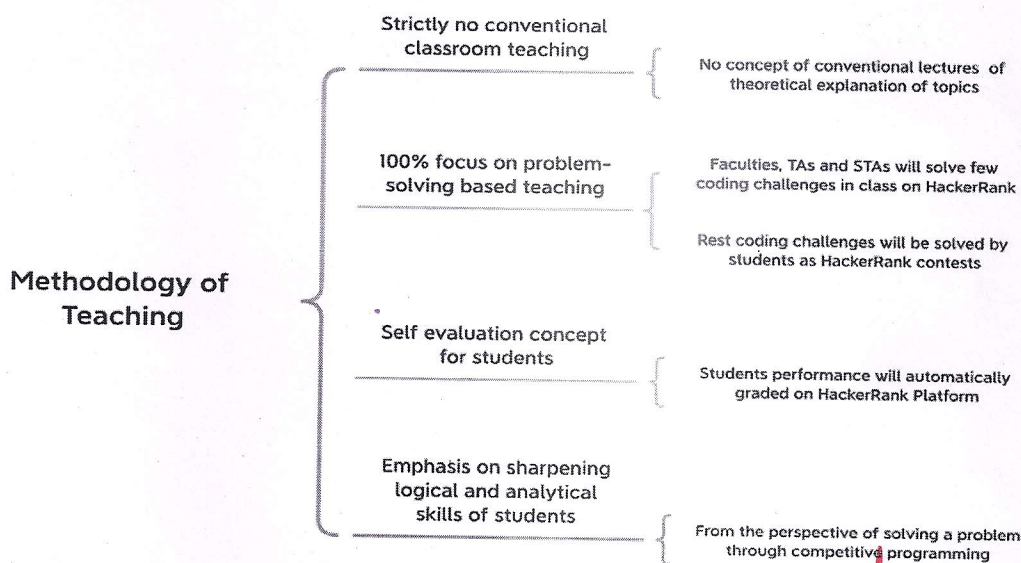 Methodology of
Teaching
Strictly no conventional
classroom teaching
No concept of conventional lectures of
theoretical explanation of topics
100% focus on problem-
solving based teaching
Faculties, TAs and STAs will solve few
coding challenges in class on HackerRank
Rest coding challenges will be solved by
students as HackerRank contests
Self evaluation concept
for students
Students performance will automatically
graded on HackerRank Platform
Emphasis on sharpening
logical and analytical
skills of students
From the perspective of solving a problem
through competitive programming